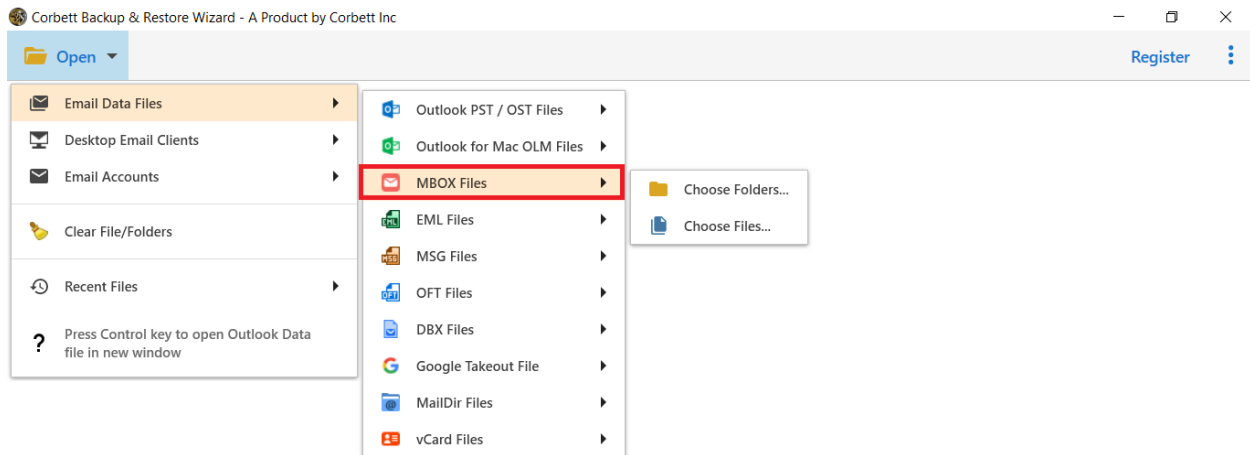 Corbett Backup & Restore Wizard - A Product by Corbett Inc
Open
Register
Email Data Files
Desktop Email Clients
Email Accounts
Clear File/Folders
Recent Files
? Press Control key to open Outlook Data
file in new window
Outlook PST / OST Files
Outlook for Mac OLM Files
MBOX Files
EML Files
MSG Files
OFT Files
DBX Files
Google Takeout File
MailDir Files
vCard Files
Choose Folders...
Choose Files...